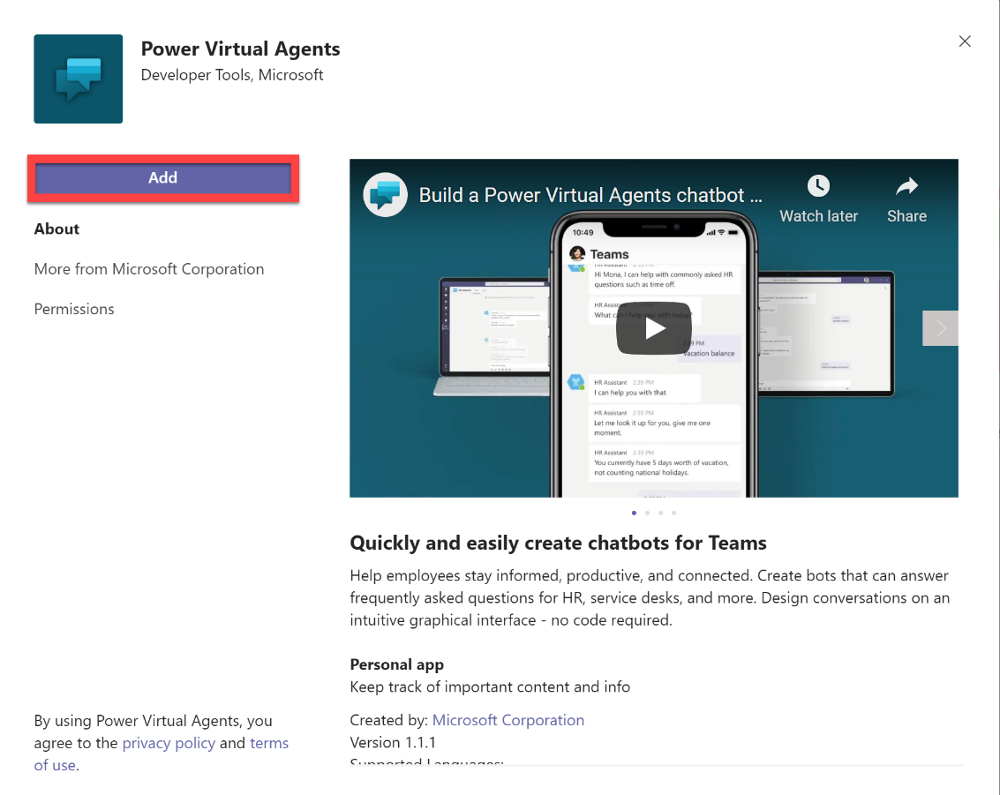 Power Virtual Agents
Developer Tools, Microsoft
Add
About
More from Microsoft Corporation
Permissions
Build a Power Virtual Agents chatbot ...
Watch later
Share
10:49
Teams
Hi Mona, I can help with commonly asked HR
questions such as time off.
HR Assistant
What can I help you with today?
PM
Vacation balance
HR Assistant 2:39 PM
I can help you with that
HR Assistant 2:39 PM
Let me look it up for you, give me one
moment.
HR Assistant 2:39 PM
You currently have 5 days worth of vacation,
not counting national holidays.
Quickly and easily create chatbots for Teams
Help employees stay informed, productive, and connected. Create bots that can answer
frequently asked questions for HR, service desks, and more. Design conversations on an
intuitive graphical interface - no code required.
Personal app
Keep track of important content and info
Created by: Microsoft Corporation
Version 1.1.1
Supported Languages:
By using Power Virtual Agents, you
agree to the privacy policy and terms
of use.